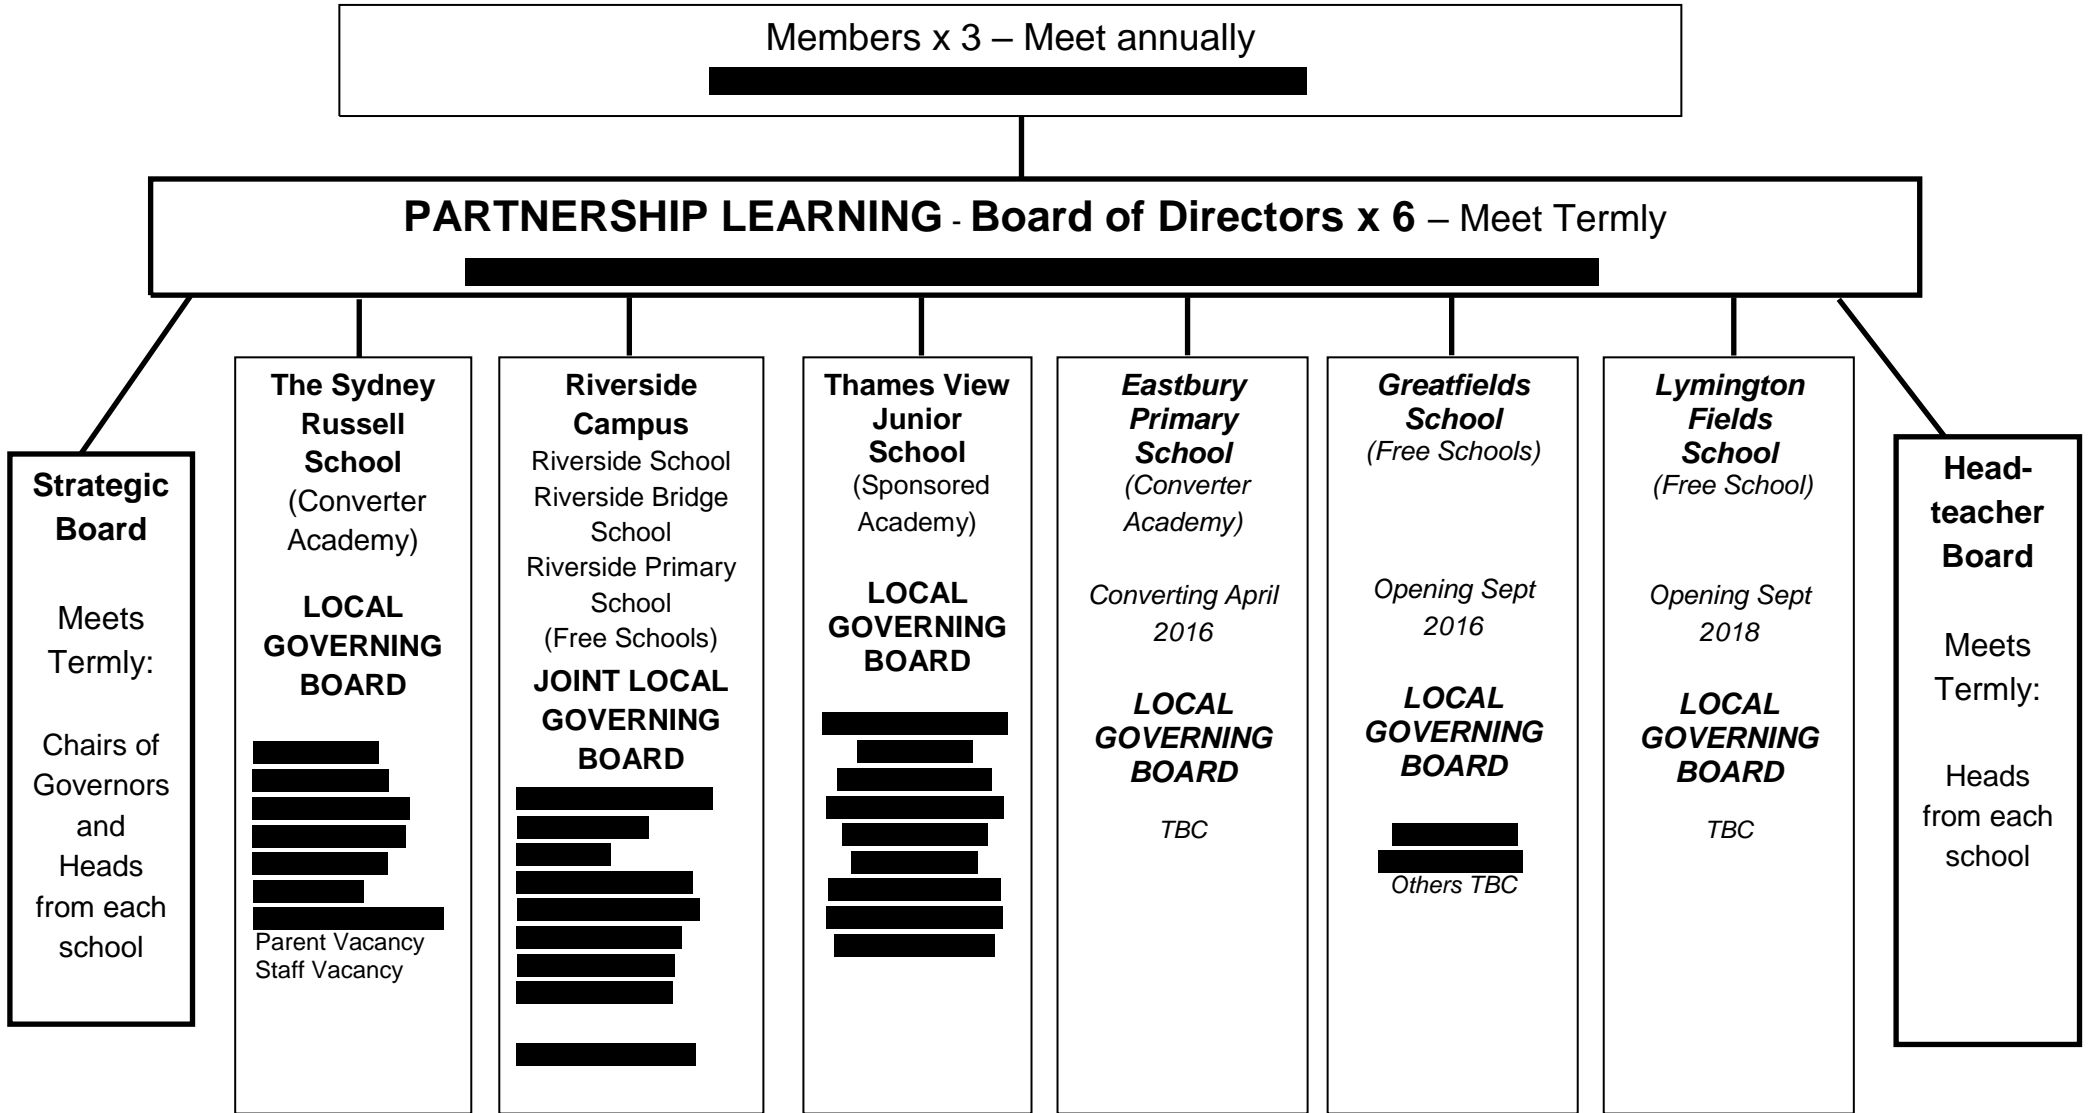 Members x 3 – Meet annually
PARTNERSHIP LEARNING - Board of Directors x 6 – Meet Termly
Strategic
Board
Meets
Termly:
Chairs of
Governors
and
Heads
from each
school
The Sydney
Russell
School
(Converter
Academy)
LOCAL
GOVERNING
BOARD
Parent Vacancy
Staff Vacancy
Riverside
Campus
Riverside School
Riverside Bridge
School
Riverside Primary
School
(Free Schools)
JOINT LOCAL
GOVERNING
BOARD
Thames View
Junior
School
(Sponsored
Academy)
LOCAL
GOVERNING
BOARD
Eastbury
Primary
School
(Converter
Academy)
Converting April
2016
LOCAL
GOVERNING
BOARD
TBC
Greatfields
School
(Free Schools)
Opening Sept
2016
LOCAL
GOVERNING
BOARD
Others TBC
Lymington
Fields
School
(Free School)
Opening Sept
2018
LOCAL
GOVERNING
BOARD
TBC
Head-
teacher
Board
Meets
Termly:
Heads
from each
school